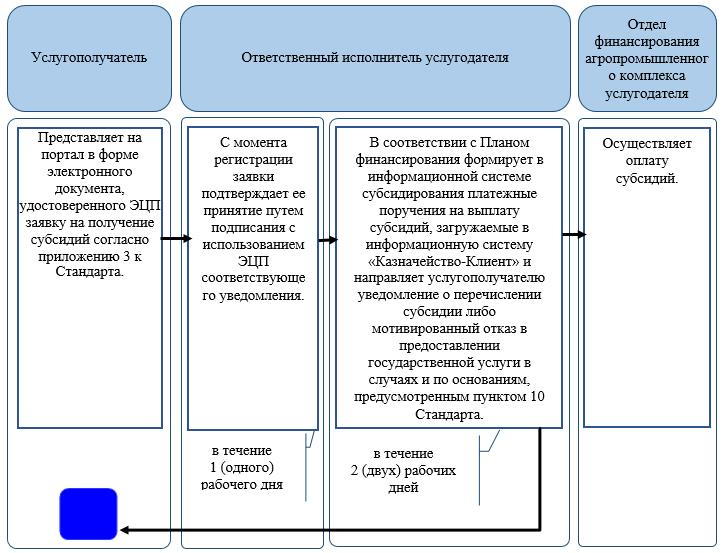 Услугополучатель
Ответственный исполнитель услугодателя
Отдел
финансирования
агропромышленног
о комплекса
услугодателя
Представляет на
портал в форме
электронного
документа,
удостоверенного ЭЦП
заявку на получение
субсидий согласно
приложению 3 к
Стандарта.
С момента
регистрации
заявки
подтверждает ее
принятие путем
подписания с
использованием
ЭЦП
соответствующе
го уведомления.
В соответствии с Планом
финансирования формирует в
информационной системе
субсидирования платежные
поручения на выплату
субсидий, загружаемые в
информационную систему
«Казначейство-Клиент» и
направляет услугополучателю
уведомление о перечислении
субсидии либо
мотивированный отказ в
предоставлении
государственной услуги в
случаях и по основаниям,
предусмотренным пунктом 10
Стандарта.
Осуществляет
оплату
субсидий.
в течение
1 (одного)
рабочего дня
в течение
2 (двух) рабочих
дней